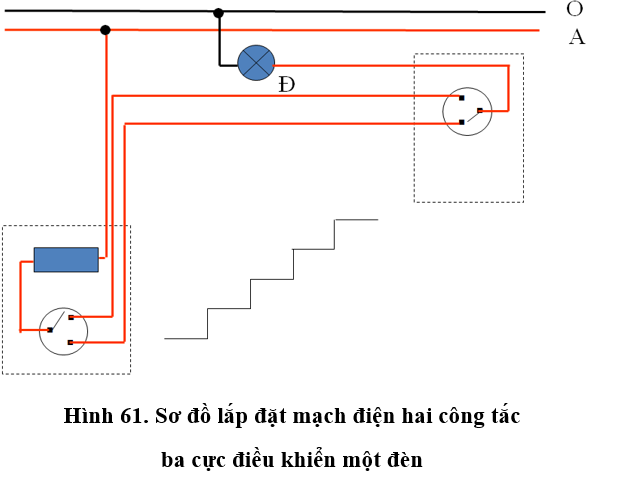 O
A
Đ
Hình 61. Sơ đồ lắp đặt mạch điện hai công tắc
ba cực điều khiển một đèn